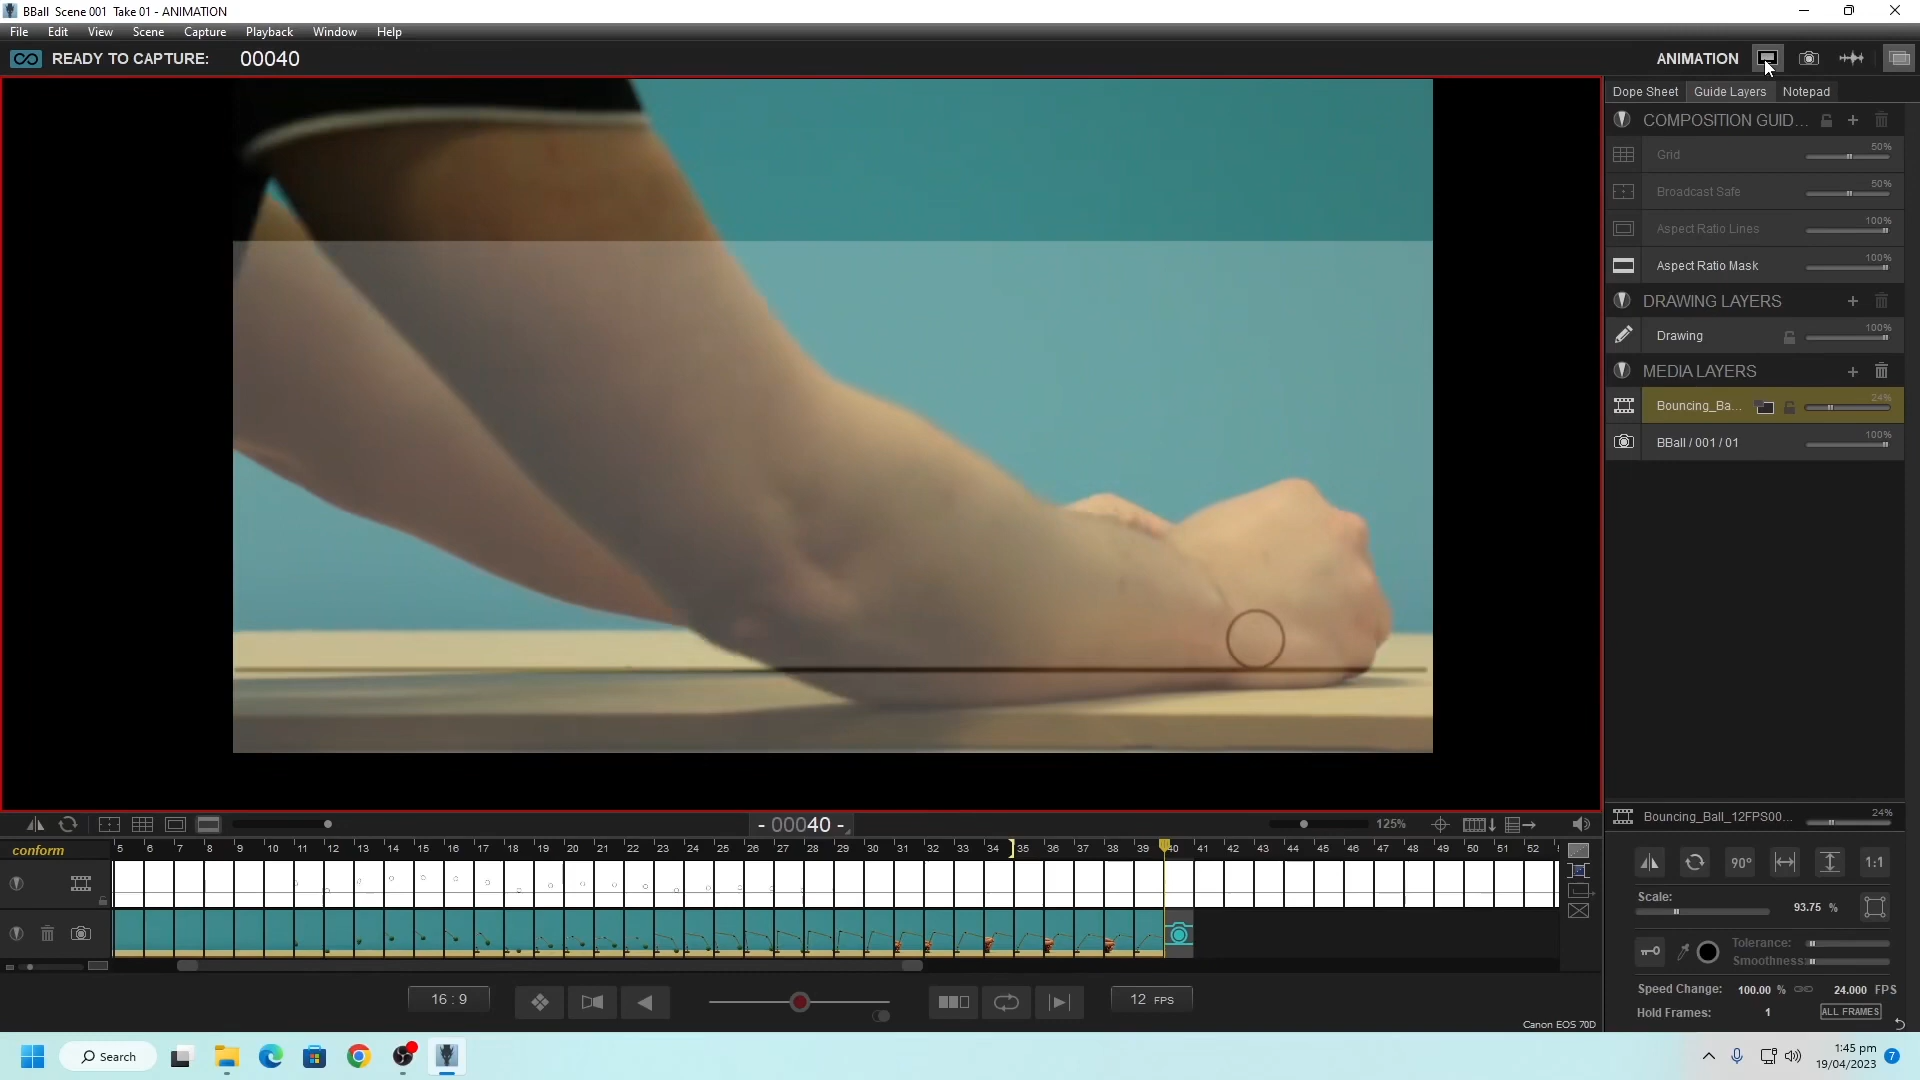 BBall  Scene 001  Take 01 - ANIMATION
File Edit View Scene Capture Playback Window Help
READY TO CAPTURE: 00040
ANIMATION
Dope Sheet Guide Layers Notepad
COMPOSITION GUID...
Grid 50%
Broadcast Safe 50%
Aspect Ratio Lines 100%
Aspect Ratio Mask 100%
DRAWING LAYERS
Drawing 100%
MEDIA LAYERS
Bouncing_Ba... 24%
BBall / 001 / 01 100%
- 00040 -
125%
Bouncing_Ball_12FPS00... 24%
conform
5 6 7 8 9 10 11 12 13 14 15 16 17 18 19 20 21 22 23 24 25 26 27 28 29 30 31 32 33 34 35 36 37 38 39 40 41 42 43 44 45 46 47 48 49 50 51 52
90° 1:1
Scale: 93.75 %
Tolerance:
Smoothness:
Speed Change: 100.00 % 24.000 FPS
Hold Frames: 1 ALL FRAMES
16 : 9
12 FPS
Canon EOS 70D
Search
1:45 pm
19/04/2023
7